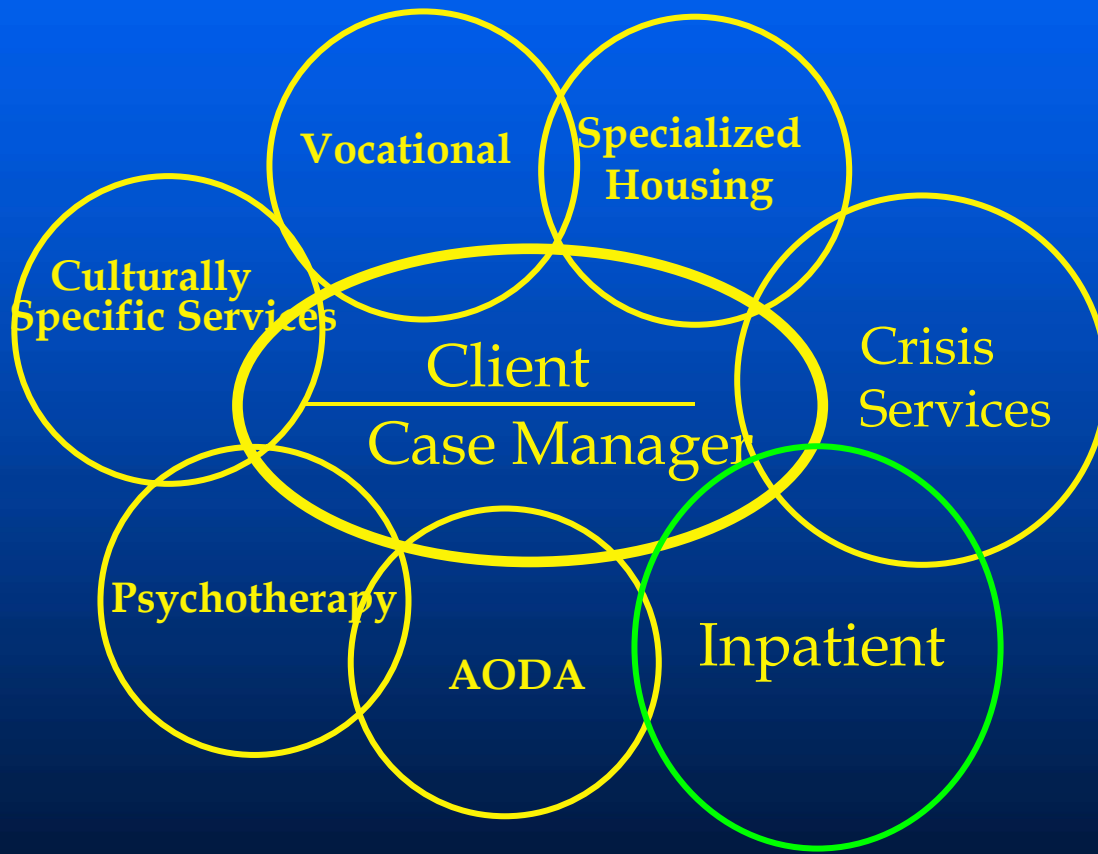 Vocational
Specialized
Housing
Culturally
Specific Services
Client
Case Manager
Crisis
Services
Psychotherapy
AODA
Inpatient